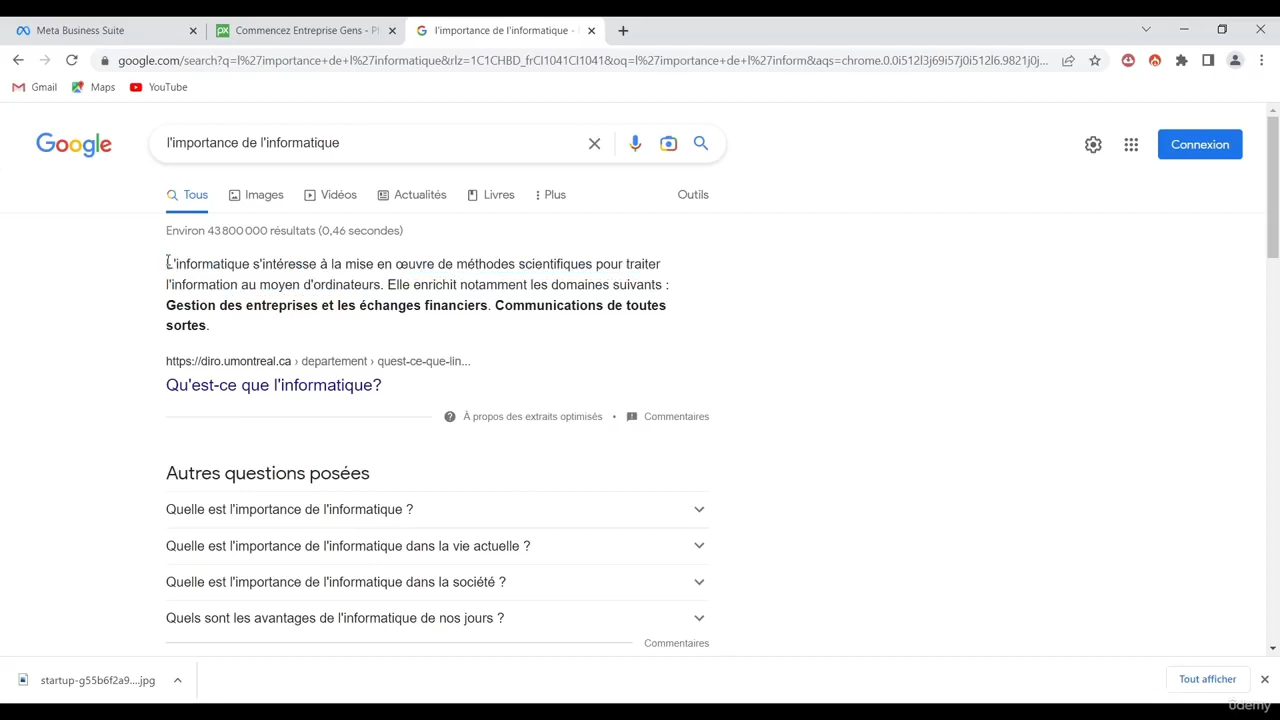 Meta Business Suite
Commencez Entreprise Gens - P
l'importance de l'informatique -
google.com/search?q=l%27importance+de+l%27informatique&rlz=1C1CHBD_frCI1041CI1041&oq=l%27importance+de+l%27inform&aqs=chrome.0.0i512l3j69i57j0i512l6.9821j0j...
Gmail
Maps
YouTube
Google
l'importance de l'informatique
Connexion
Tous
Images
Vidéos
Actualités
Livres
Plus
Outils
Environ 43 800 000 résultats (0,46 secondes)
L'informatique s'intéresse à la mise en œuvre de méthodes scientifiques pour traiter
l'information au moyen d'ordinateurs. Elle enrichit notamment les domaines suivants :
Gestion des entreprises et les échanges financiers. Communications de toutes
sortes.
https://diro.umontreal.ca › departement › quest-ce-que-lin...
Qu'est-ce que l'informatique?
À propos des extraits optimisés
•
Commentaires
Autres questions posées
Quelle est l'importance de l'informatique ?
Quelle est l'importance de l'informatique dans la vie actuelle ?
Quelle est l'importance de l'informatique dans la société ?
Quels sont les avantages de l'informatique de nos jours ?
Commentaires
startup-g55b6f2a9....jpg
Tout afficher
ûdemy